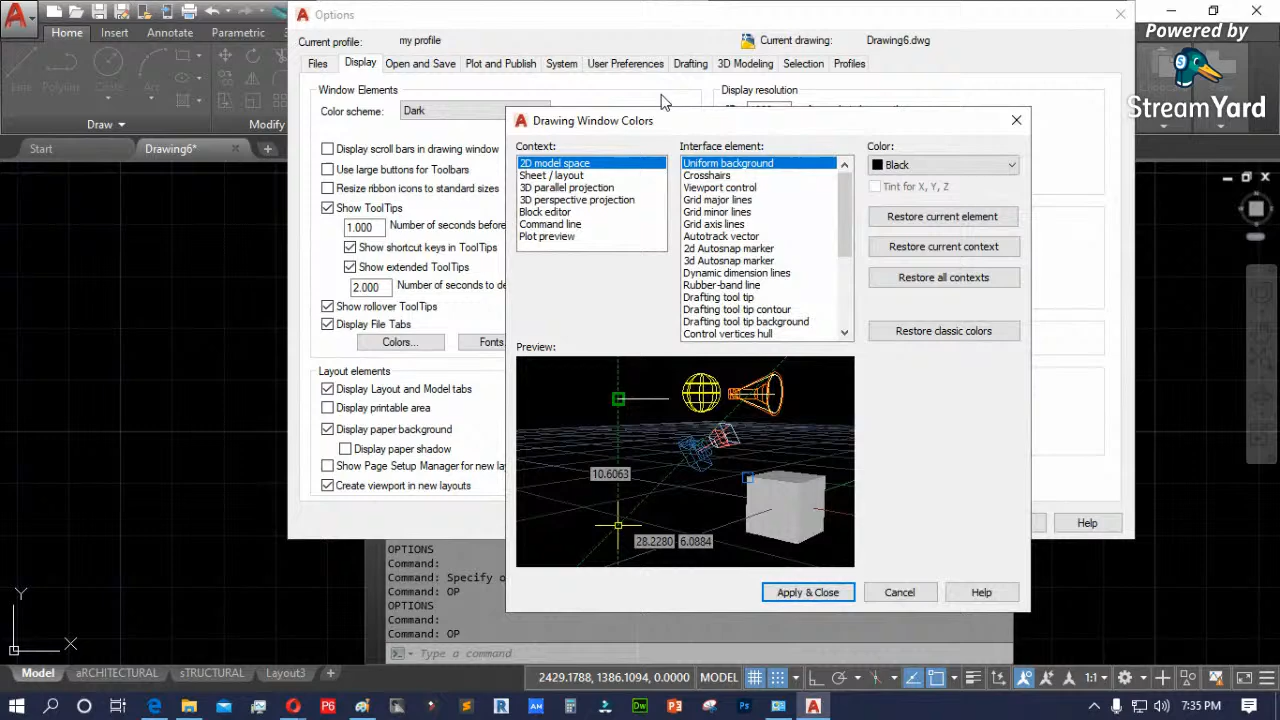 Options
Current profile: my profile Current drawing: Drawing6.dwg
Home Insert Annotate Parametric
Powered by
StreamYard
Files Display Open and Save Plot and Publish System User Preferences Drafting 3D Modeling Selection Profiles
Line Polyline Circle Arc
Draw Modify
Start Drawing6*
Window Elements
Color scheme: Dark
Display scroll bars in drawing window
Use large buttons for Toolbars
Resize ribbon icons to standard sizes
Show ToolTips
1.000 Number of seconds before
Show shortcut keys in ToolTips
Show extended ToolTips
2.000 Number of seconds to de
Show rollover ToolTips
Display File Tabs
Colors... Fonts
Layout elements
Display Layout and Model tabs
Display printable area
Display paper background
Display paper shadow
Show Page Setup Manager for new lay
Create viewport in new layouts
Display resolution
Help
Drawing Window Colors
Context:
2D model space
Sheet / layout
3D parallel projection
3D perspective projection
Block editor
Command line
Plot preview
Interface element:
Uniform background
Crosshairs
Viewport control
Grid major lines
Grid minor lines
Grid axis lines
Autotrack vector
2d Autosnap marker
3d Autosnap marker
Dynamic dimension lines
Rubber-band line
Drafting tool tip
Drafting tool tip contour
Drafting tool tip background
Control vertices hull
Color:
Black
Tint for X, Y, Z
Restore current element
Restore current context
Restore all contexts
Restore classic colors
Preview:
10.6063
28.2280 6.0884
Apply & Close Cancel Help
OPTIONS
Command:
Command: Specify o
Command: OP
OPTIONS
Command:
Command: OP
Type a command
Y
X
Model aRCHITECTURAL sTRUCTURAL Layout3 +
2429.1788, 1386.1094, 0.0000 MODEL 1:1
7:35 PM